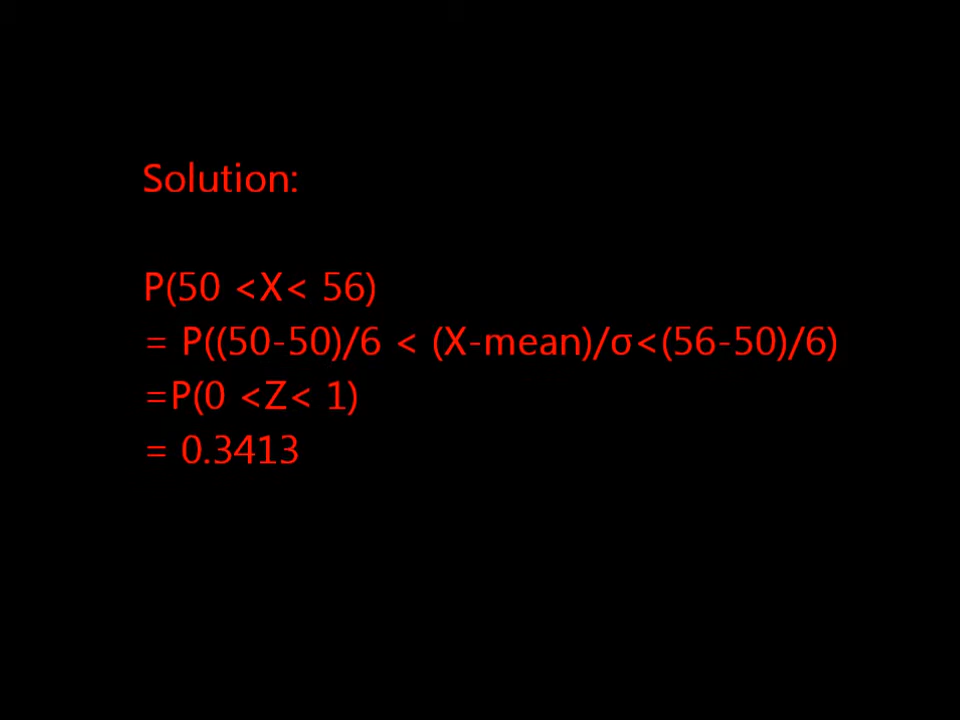 Solution:
P(50 <X< 56)
= P((50-50)/6 < (X-mean)/σ<(56-50)/6)
=P(0 <Z< 1)
= 0.3413